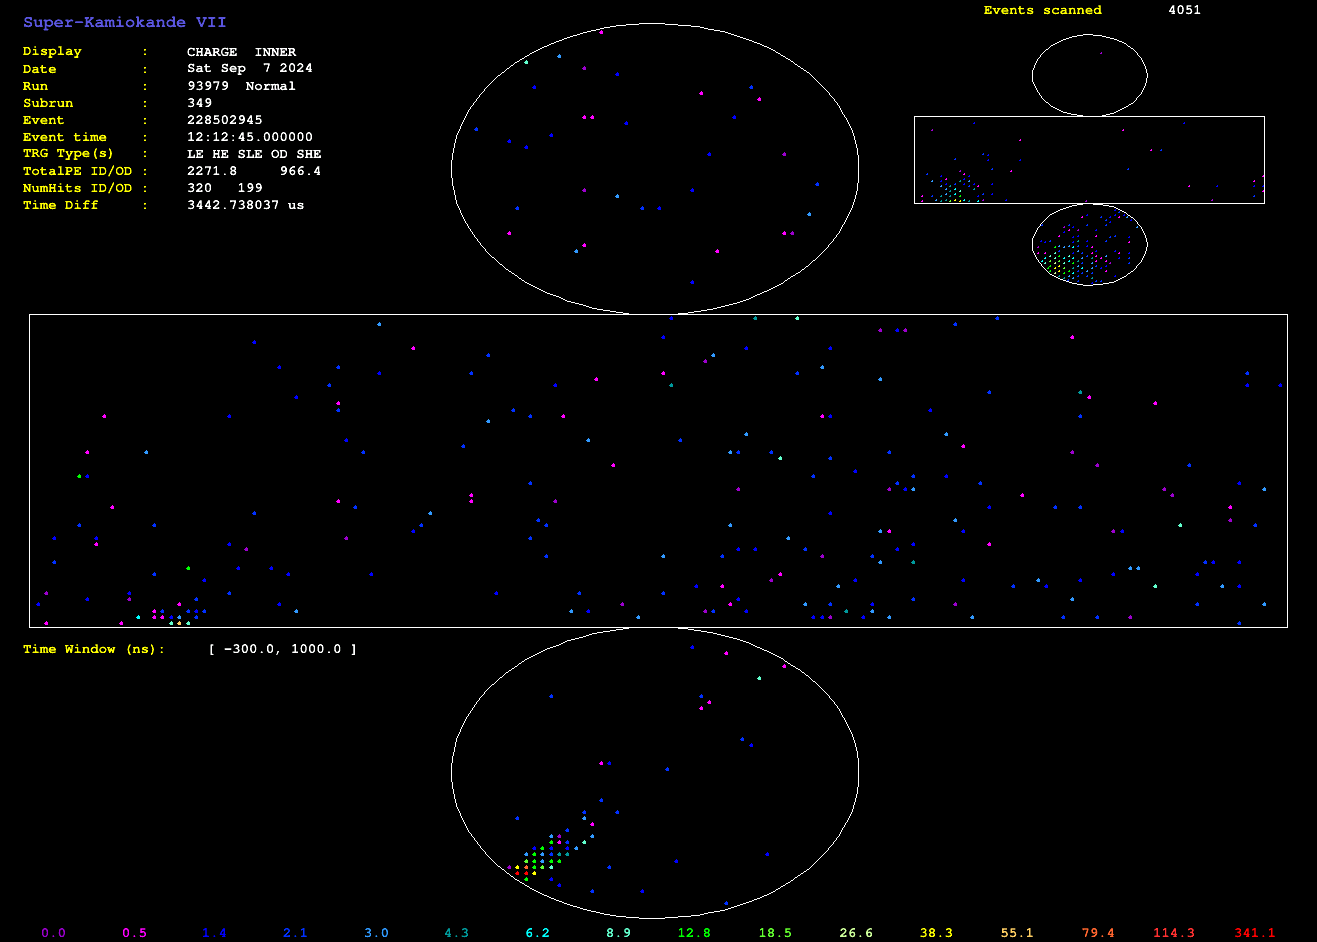 Super-Kamiokande VII
Events scanned 4051
Display : CHARGE INNER
Date : Sat Sep 7 2024
Run : 93979 Normal
Subrun : 349
Event : 228502945
Event time : 12:12:45.000000
TRG Type(s) : LE HE SLE OD SHE
TotalPE ID/OD : 2271.8 966.4
NumHits ID/OD : 320 199
Time Diff : 3442.738037 us
Time Window (ns): [ -300.0, 1000.0 ]
0.0 0.5 1.4 2.1 3.0 4.3 6.2 8.9 12.8 18.5 26.6 38.3 55.1 79.4 114.3 341.1